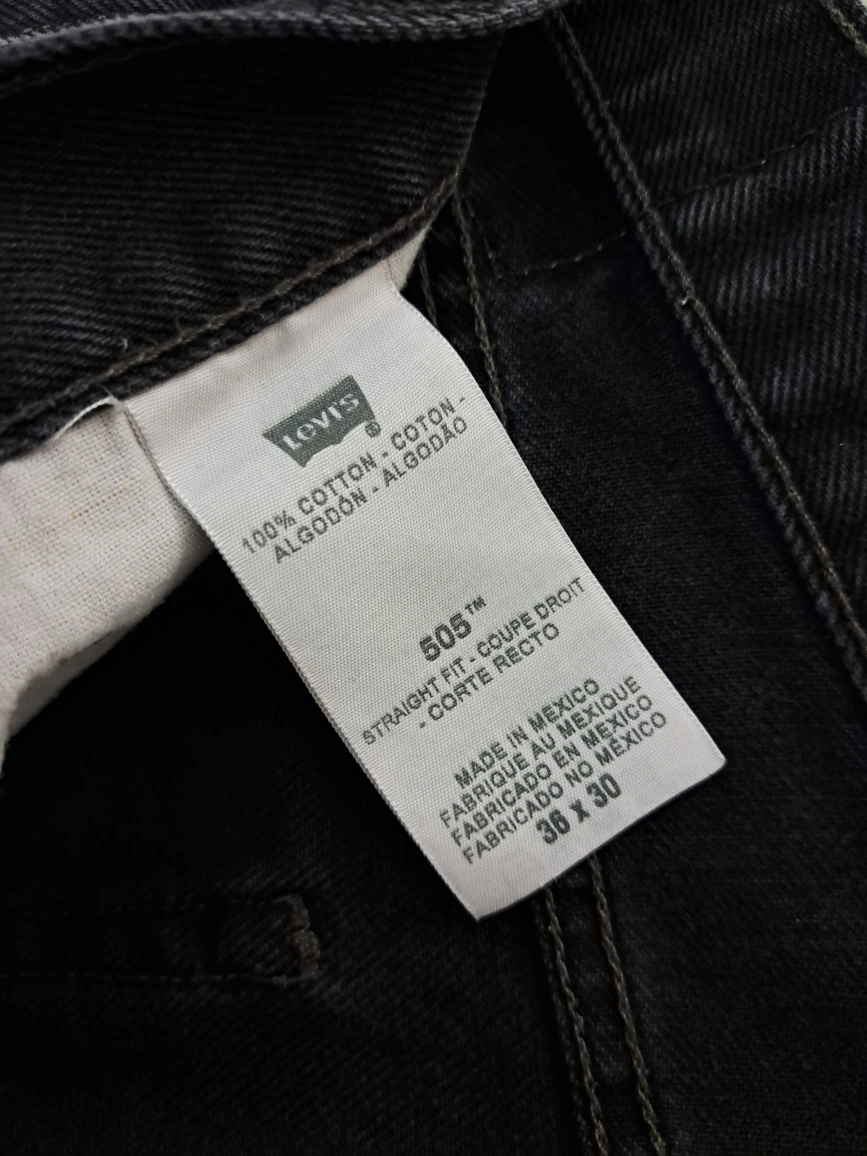 Levi's®
100% COTTON - COTON -
ALGODÓN - ALGODÃO
505™
STRAIGHT FIT - COUPE DROIT
- CORTE RECTO
MADE IN MEXICO
FABRIQUE AU MEXIQUE
FABRICADO EN MEXICO
FABRICADO NO MÉXICO
36 X 30